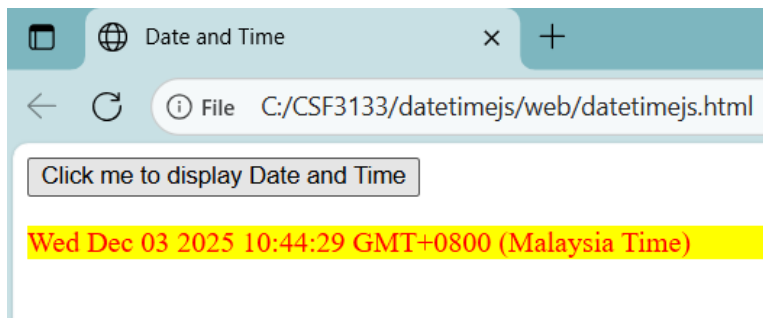 Date and Time
File C:/CSF3133/datetimejs/web/datetimejs.html
Click me to display Date and Time
Wed Dec 03 2025 10:44:29 GMT+0800 (Malaysia Time)